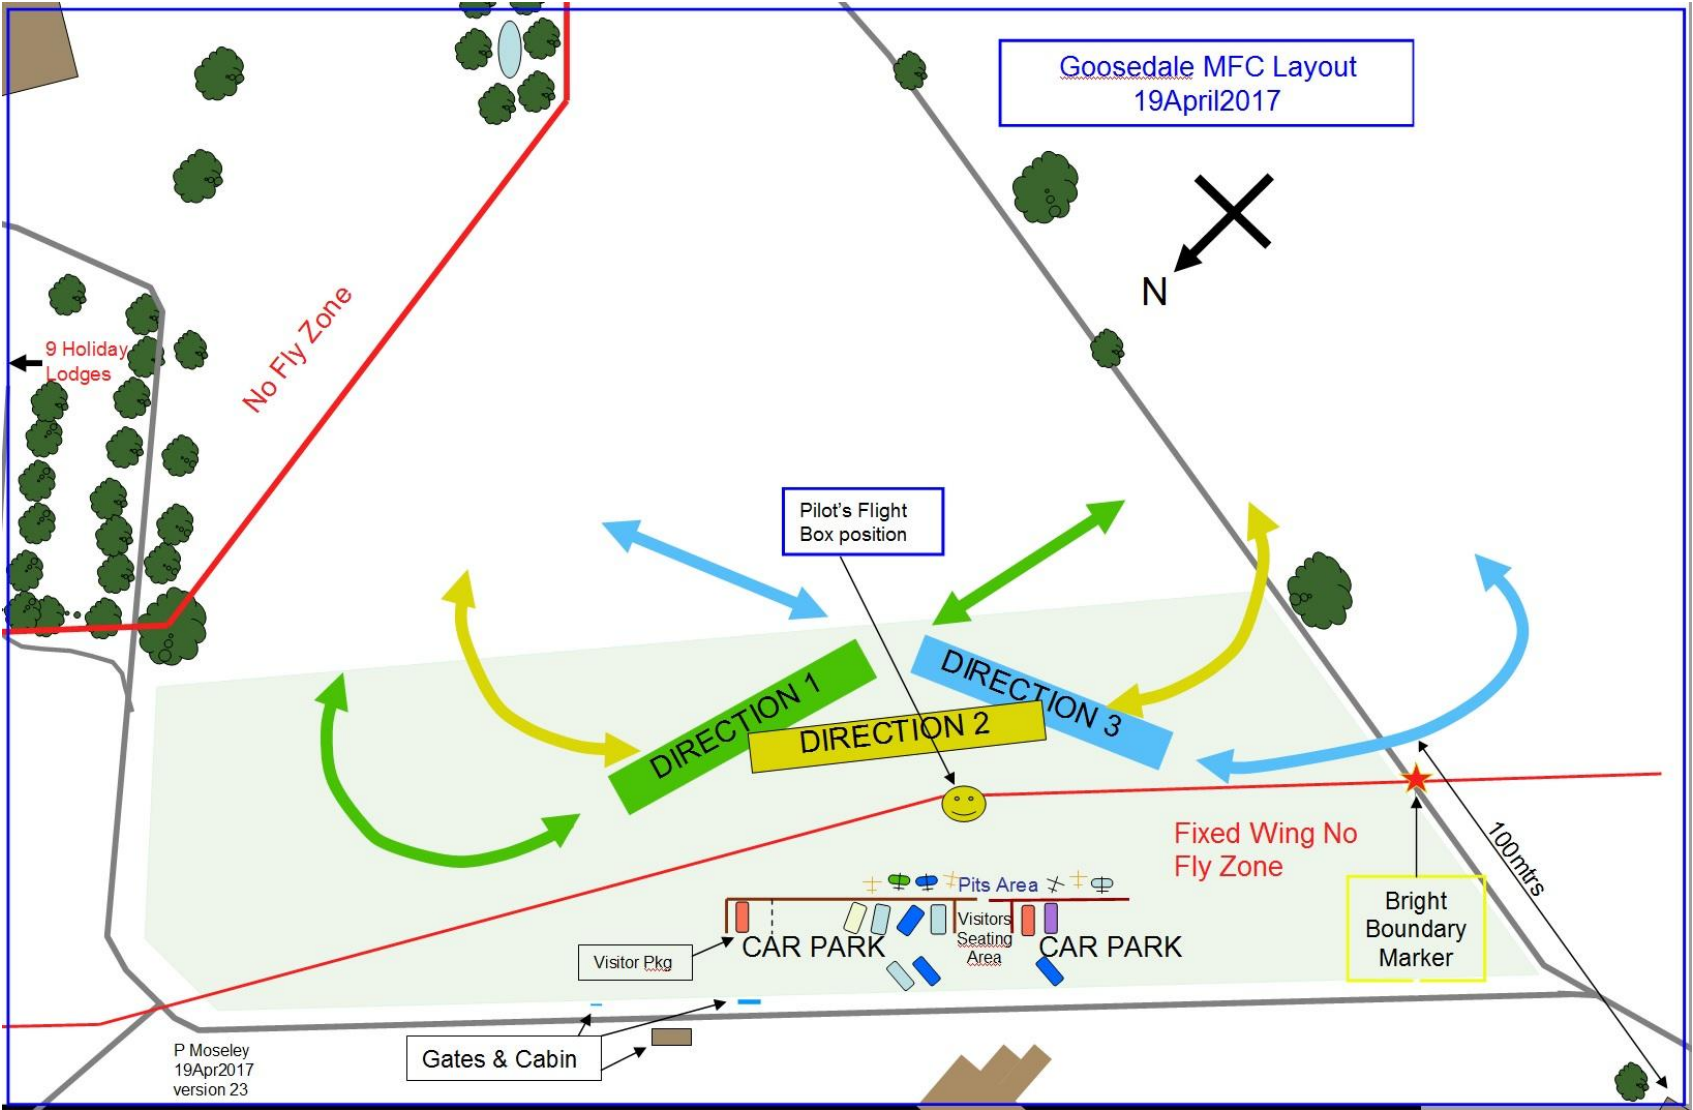 Goosedale MFC Layout
19April2017
N
No Fly Zone
9 Holiday
Lodges
Pilot's Flight
Box position
DIRECTION 1
DIRECTION 2
DIRECTION 3
Fixed Wing No
Fly Zone
100mtrs
Bright
Boundary
Marker
Pits Area
Visitors
Seating
Area
CAR PARK
CAR PARK
Visitor Pkg
Gates & Cabin
P Moseley
19Apr2017
version 23